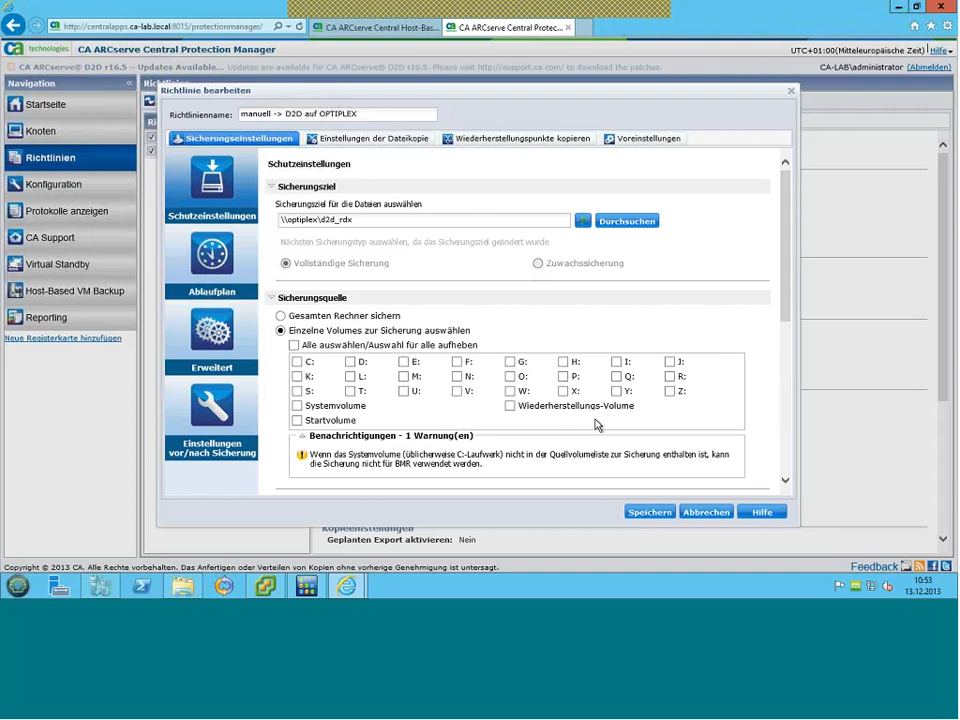 http://centralapps.ca-lab.local:8015/protectionmanager/
CA ARCserve Central Host-Bas...
CA ARCserve Central Protec...
ca technologies CA ARCserve Central Protection Manager
UTC+01:00(Mitteleuropäische Zeit) Hilfe
CA ARCserve® D2D r16.5 – Updates Available... Updates are available for CA ARCserve® D2D r16.5. Please visit http://support.ca.com/ to download the patches.
CA-LAB\administrator (Abmelden)
Navigation «
Startseite
Knoten
Richtlinien
Konfiguration
Protokolle anzeigen
CA Support
Virtual Standby
Host-Based VM Backup
Reporting
Neue Registerkarte hinzufügen
Richtlinie bearbeiten
Richtlinienname: manuell -> D2D auf OPTIPLEX
Sicherungseinstellungen
Einstellungen der Dateikopie
Wiederherstellungspunkte kopieren
Voreinstellungen
Schutzeinstellungen
Ablaufplan
Erweitert
Einstellungen
vor/nach Sicherung
Schutzeinstellungen
Sicherungsziel
Sicherungsziel für die Dateien auswählen
\\optiplex\d2d_rdx
Durchsuchen
Nächsten Sicherungstyp auswählen, da das Sicherungsziel geändert wurde
Vollständige Sicherung
Zuwachssicherung
Sicherungsquelle
Gesamten Rechner sichern
Einzelne Volumes zur Sicherung auswählen
Alle auswählen/Auswahl für alle aufheben
C: D: E: F: G: H: I: J:
K: L: M: N: O: P: Q: R:
S: T: U: V: W: X: Y: Z:
Systemvolume Wiederherstellungs-Volume
Startvolume
Benachrichtigungen - 1 Warnung(en)
Wenn das Systemvolume (üblicherweise C:-Laufwerk) nicht in der Quellvolumeliste zur Sicherung enthalten ist, kann
die Sicherung nicht für BMR verwendet werden.
Speichern Abbrechen Hilfe
Kopieeinstellungen
Geplanten Export aktivieren: Nein
Copyright © 2013 CA. Alle Rechte vorbehalten. Das Anfertigen oder Verteilen von Kopien ohne vorherige Genehmigung ist untersagt.
Feedback
10:53
13.12.2013